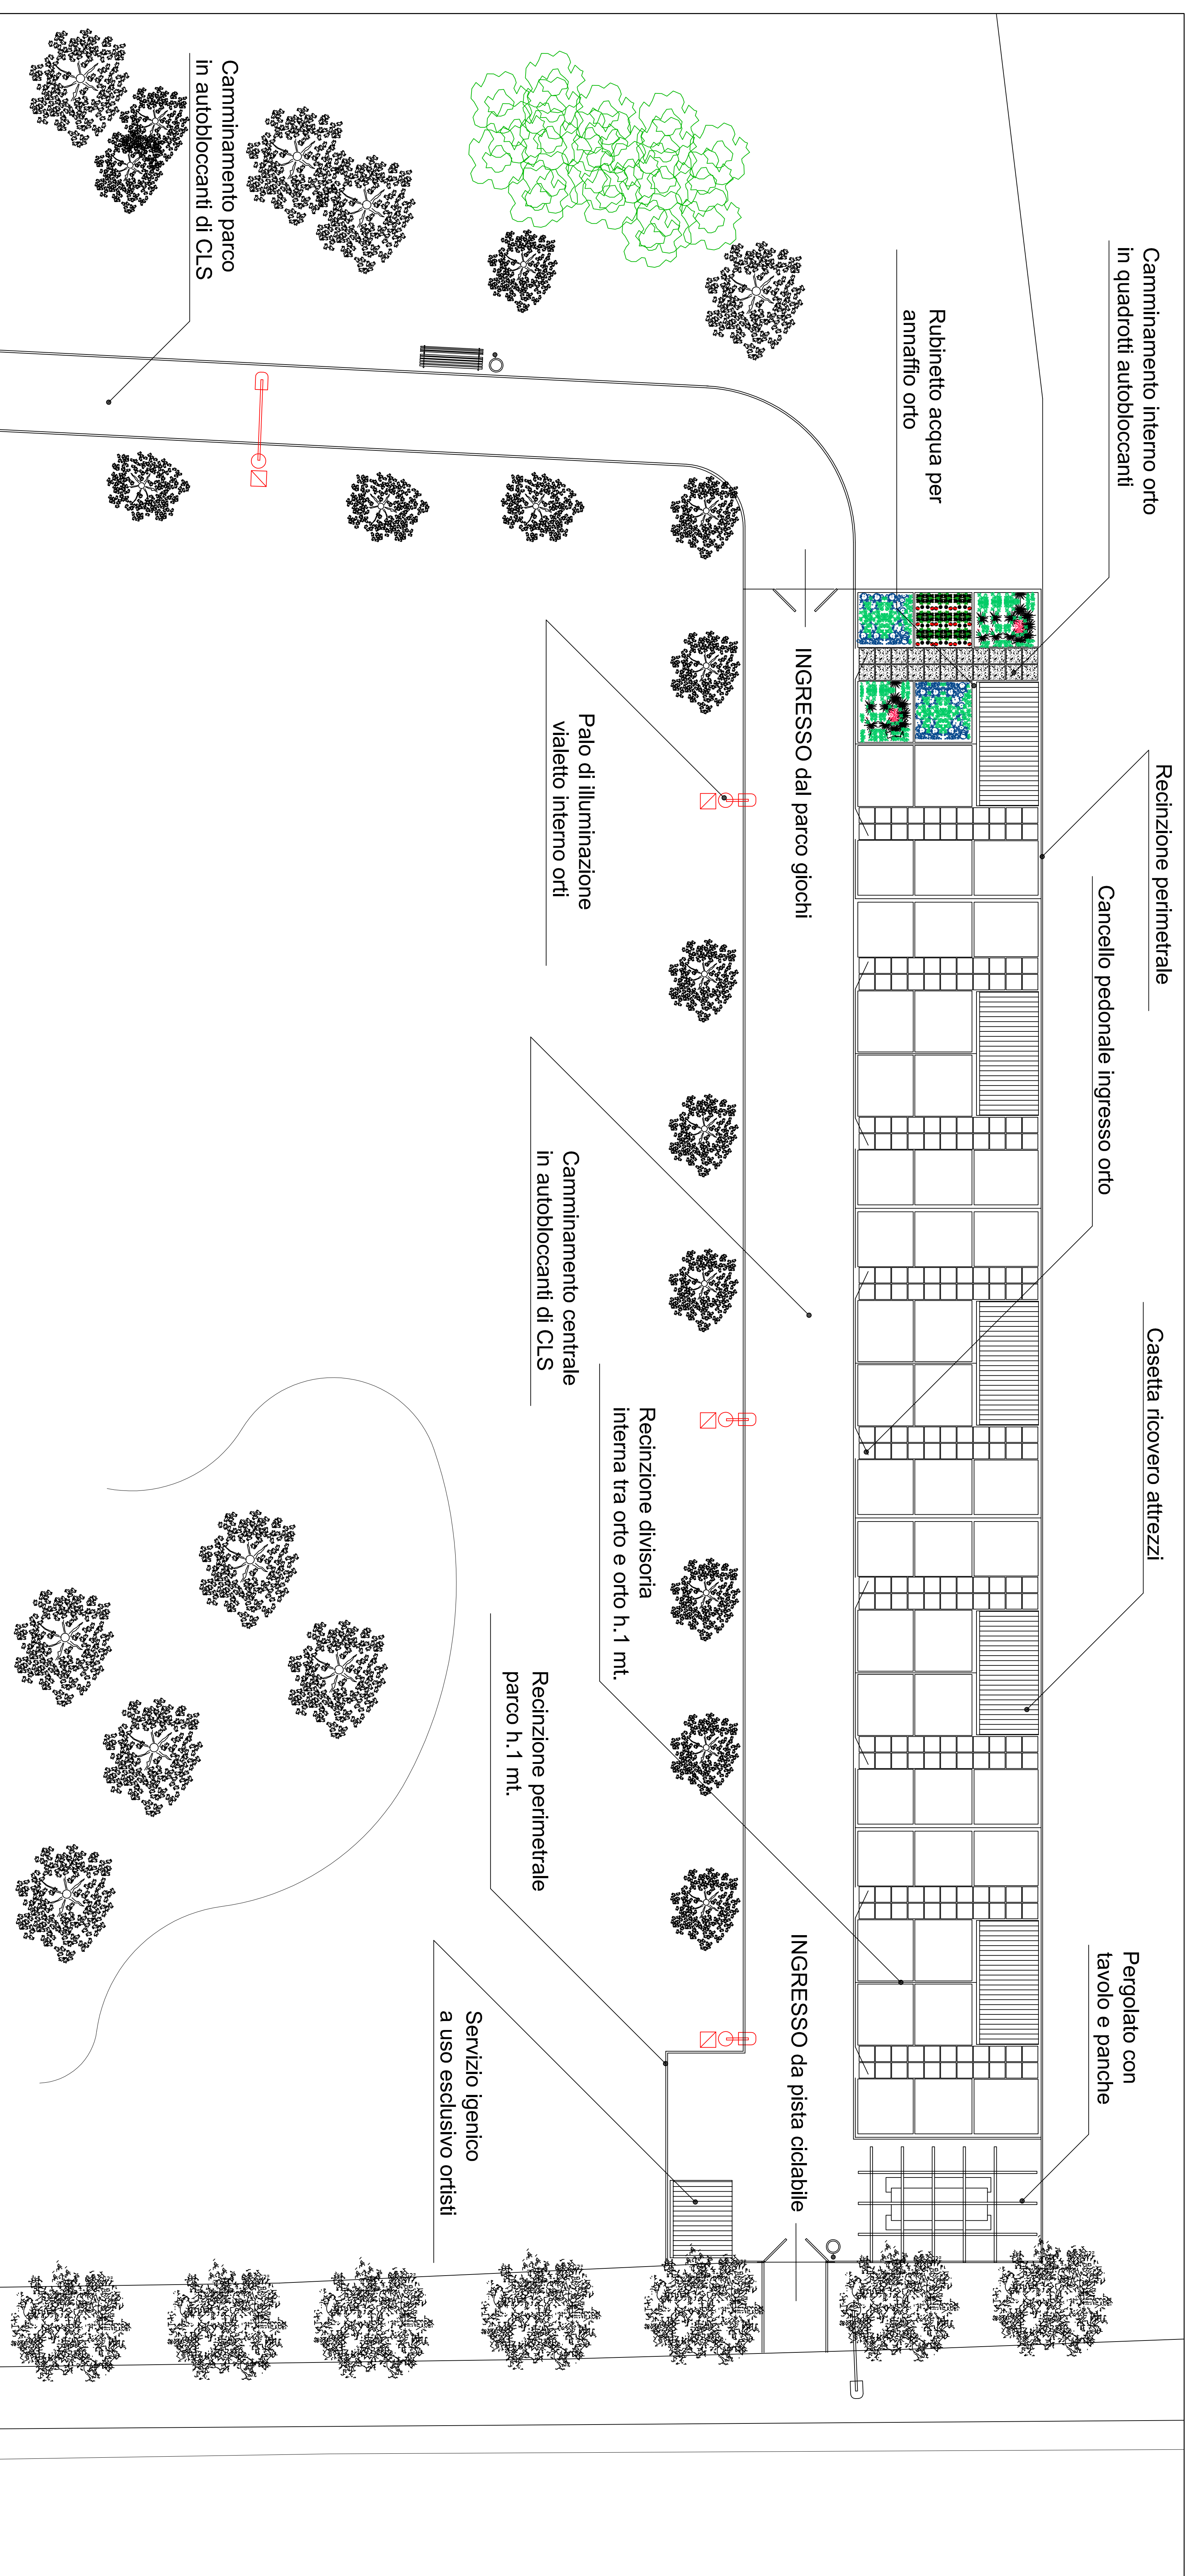 Camminamento parco
in autobloccanti di CLS
Camminamento interno orto
in quadrotti autobloccanti
Rubinetto acqua per
annaffio orto
INGRESSO dal parco giochi
Palo di illuminazione
vialetto interno orti
Recinzione perimetrale
Cancello pedonale ingresso orto
Camminamento centrale
in autobloccanti di CLS
Casetta ricovero attrezzi
Recinzione divisoria
interna tra orto e orto h.1 mt.
Recinzione perimetrale
parco h.1 mt.
INGRESSO da pista ciclabile
Pergolato con
tavolo e panche
Servizio igenico
a uso esclusivo ortisti